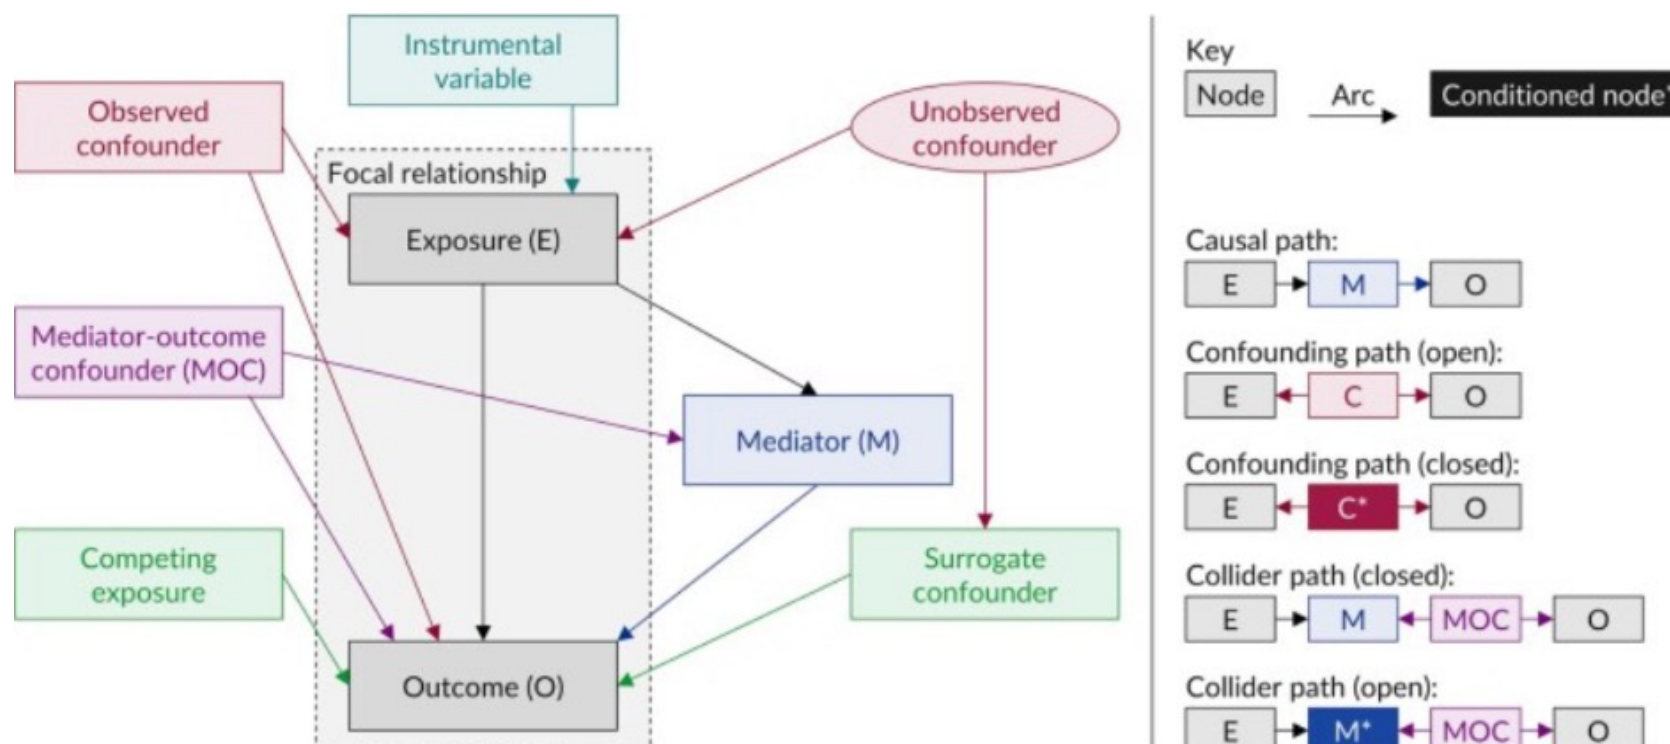 Instrumental
variable
Observed
confounder
Unobserved
confounder
Focal relationship
Exposure (E)
Mediator-outcome
confounder (MOC)
Mediator (M)
Competing
exposure
Surrogate
confounder
Outcome (O)
Key
Node
Arc
Conditioned node*
Causal path:
E M O
Confounding path (open):
E C O
Confounding path (closed):
E C* O
Collider path (closed):
E M MOC O
Collider path (open):
E M* MOC O